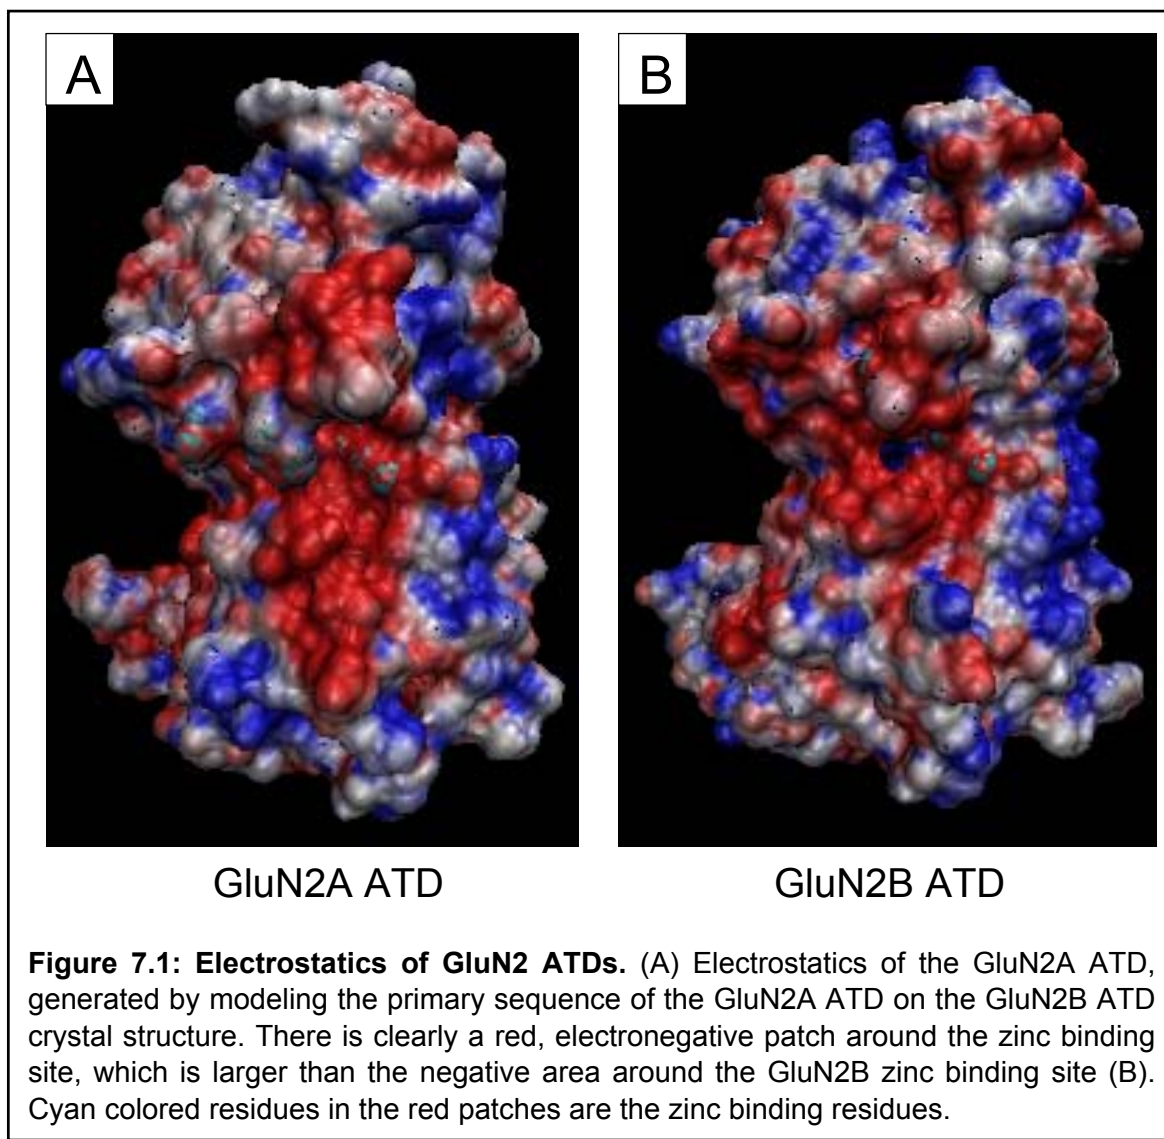 A
B
GluN2A ATD
GluN2B ATD
Figure 7.1: Electrostatics of GluN2 ATDs. (A) Electrostatics of the GluN2A ATD,
generated by modeling the primary sequence of the GluN2A ATD on the GluN2B ATD
crystal structure. There is clearly a red, electronegative patch around the zinc binding
site, which is larger than the negative area around the GluN2B zinc binding site (B).
Cyan colored residues in the red patches are the zinc binding residues.